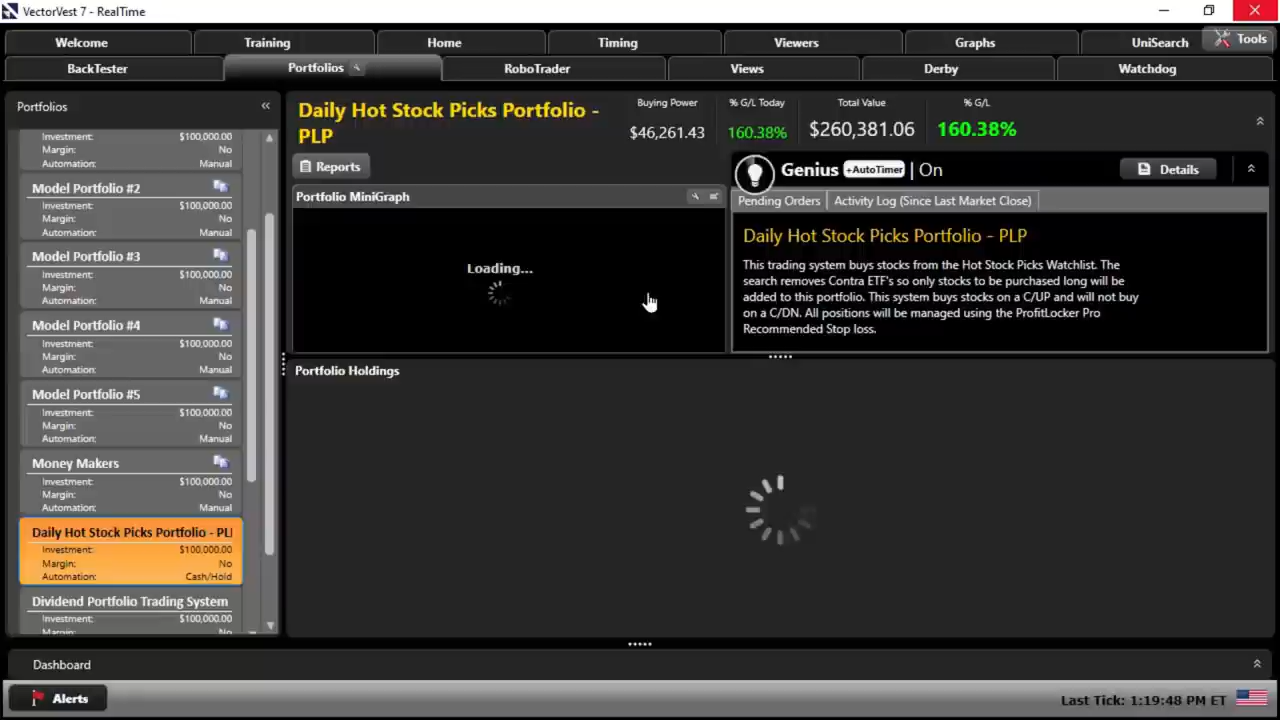 VectorVest 7 - RealTime
Welcome
Training
Home
Timing
Viewers
Graphs
UniSearch
Tools
BackTester
Portfolios
RoboTrader
Views
Derby
Watchdog
Portfolios
Investment: $100,000.00
Margin: No
Automation: Manual
Model Portfolio #2
Investment: $100,000.00
Margin: No
Automation: Manual
Model Portfolio #3
Investment: $100,000.00
Margin: No
Automation: Manual
Model Portfolio #4
Investment: $100,000.00
Margin: No
Automation: Manual
Model Portfolio #5
Investment: $100,000.00
Margin: No
Automation: Manual
Money Makers
Investment: $100,000.00
Margin: No
Automation: Manual
Daily Hot Stock Picks Portfolio - PLI
Investment: $100,000.00
Margin: No
Automation: Cash/Hold
Dividend Portfolio Trading System
Investment: $100,000.00
Margin: No
Daily Hot Stock Picks Portfolio -
PLP
Buying Power
$46,261.43
% G/L Today
160.38%
Total Value
$260,381.06
% G/L
160.38%
Reports
Portfolio MiniGraph
Loading...
Genius +AutoTimer | On
Details
Pending Orders
Activity Log (Since Last Market Close)
Daily Hot Stock Picks Portfolio - PLP
This trading system buys stocks from the Hot Stock Picks Watchlist. The
search removes Contra ETF's so only stocks to be purchased long will be
added to this portfolio. This system buys stocks on a C/UP and will not buy
on a C/DN. All positions will be managed using the ProfitLocker Pro
Recommended Stop loss.
Portfolio Holdings
Dashboard
Alerts
Last Tick: 1:19:48 PM ET